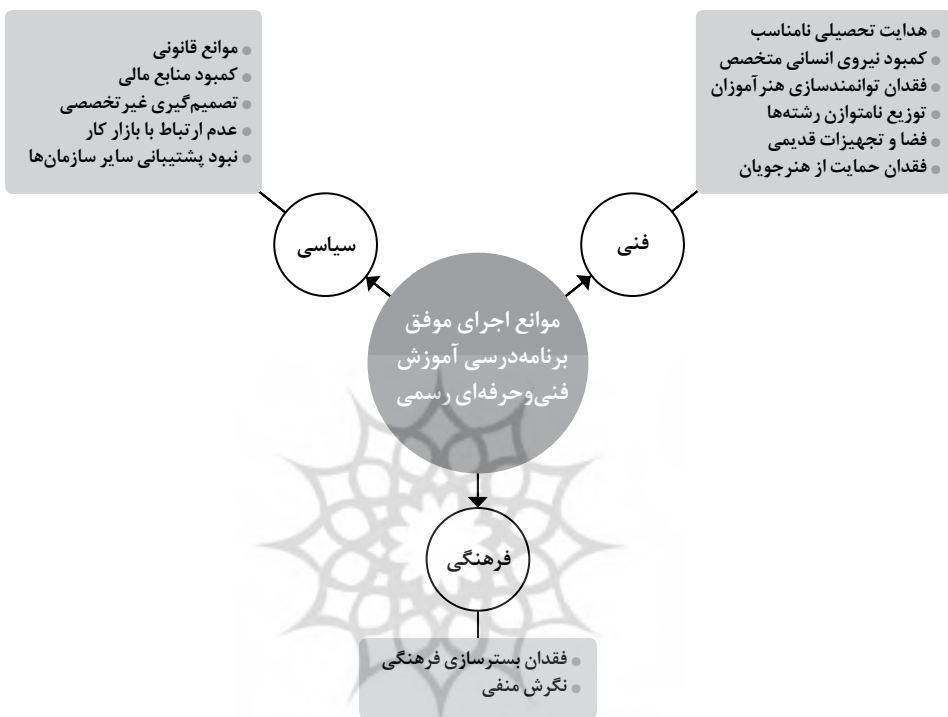 هدایت تحصیلی نامناسب
کمبود نیروی انسانی متخصص
فقدان توانمندسازی هنرآموزان
توزیع نامتوازن رشته‌ها
فضا و تجهیزات قدیمی
فقدان حمایت از هنرجویان
موانع قانونی
کمبود منابع مالی
تصمیم‌گیری غیرتخصصی
عدم ارتباط با بازار کار
نبود پشتیبانی سایر سازمان‌ها
فنی
سیاسی
موانع اجرای موفق
برنامه‌درسی آموزش
فنی‌وحرفه‌ای رسمی
فرهنگی
فقدان بسترسازی فرهنگی
نگرش منفی